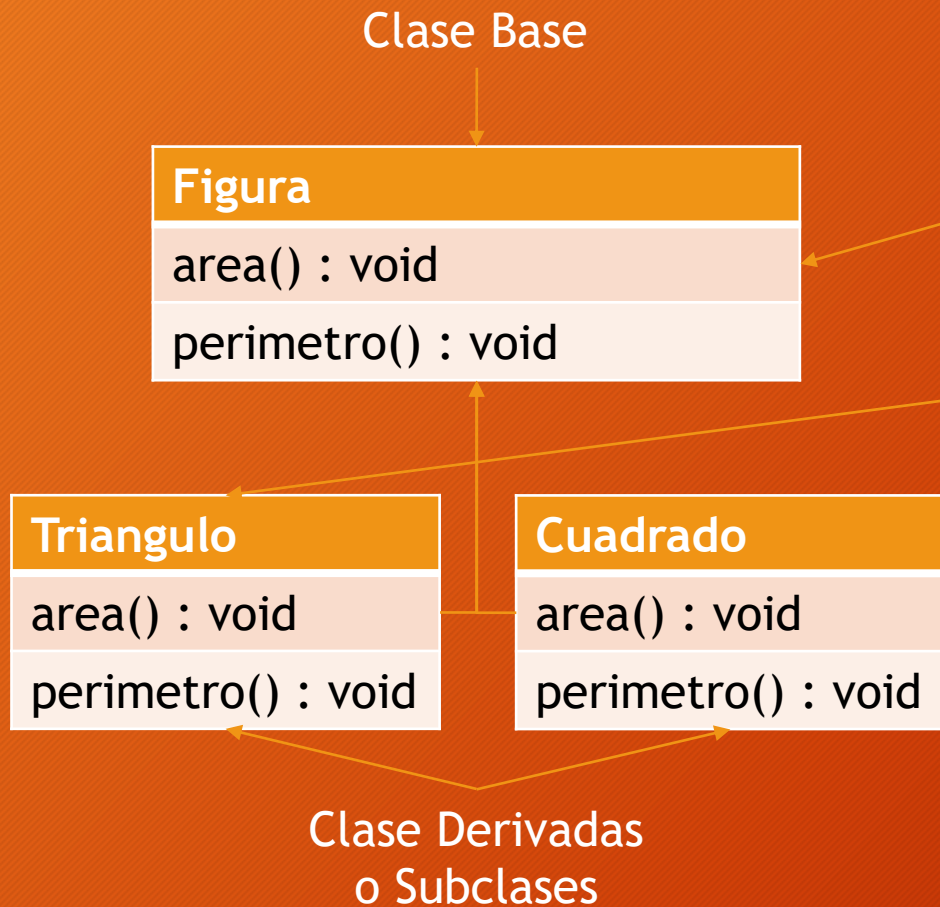 Clase Base
Figura
area() : void
perimetro() : void
Triangulo
area() : void
perimetro() : void
Cuadrado
area() : void
perimetro() : void
Clase Derivadas
o Subclases